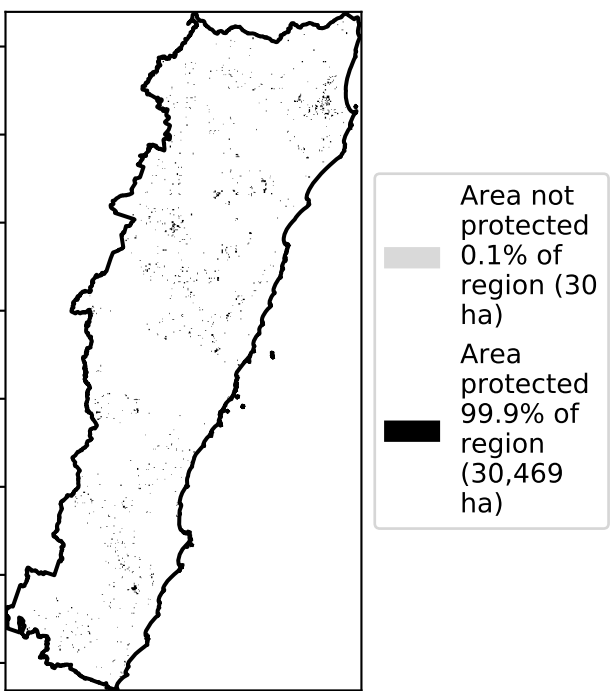 Area not
protected
0.1% of
region (30
ha)
Area
protected
99.9% of
region
(30,469
ha)